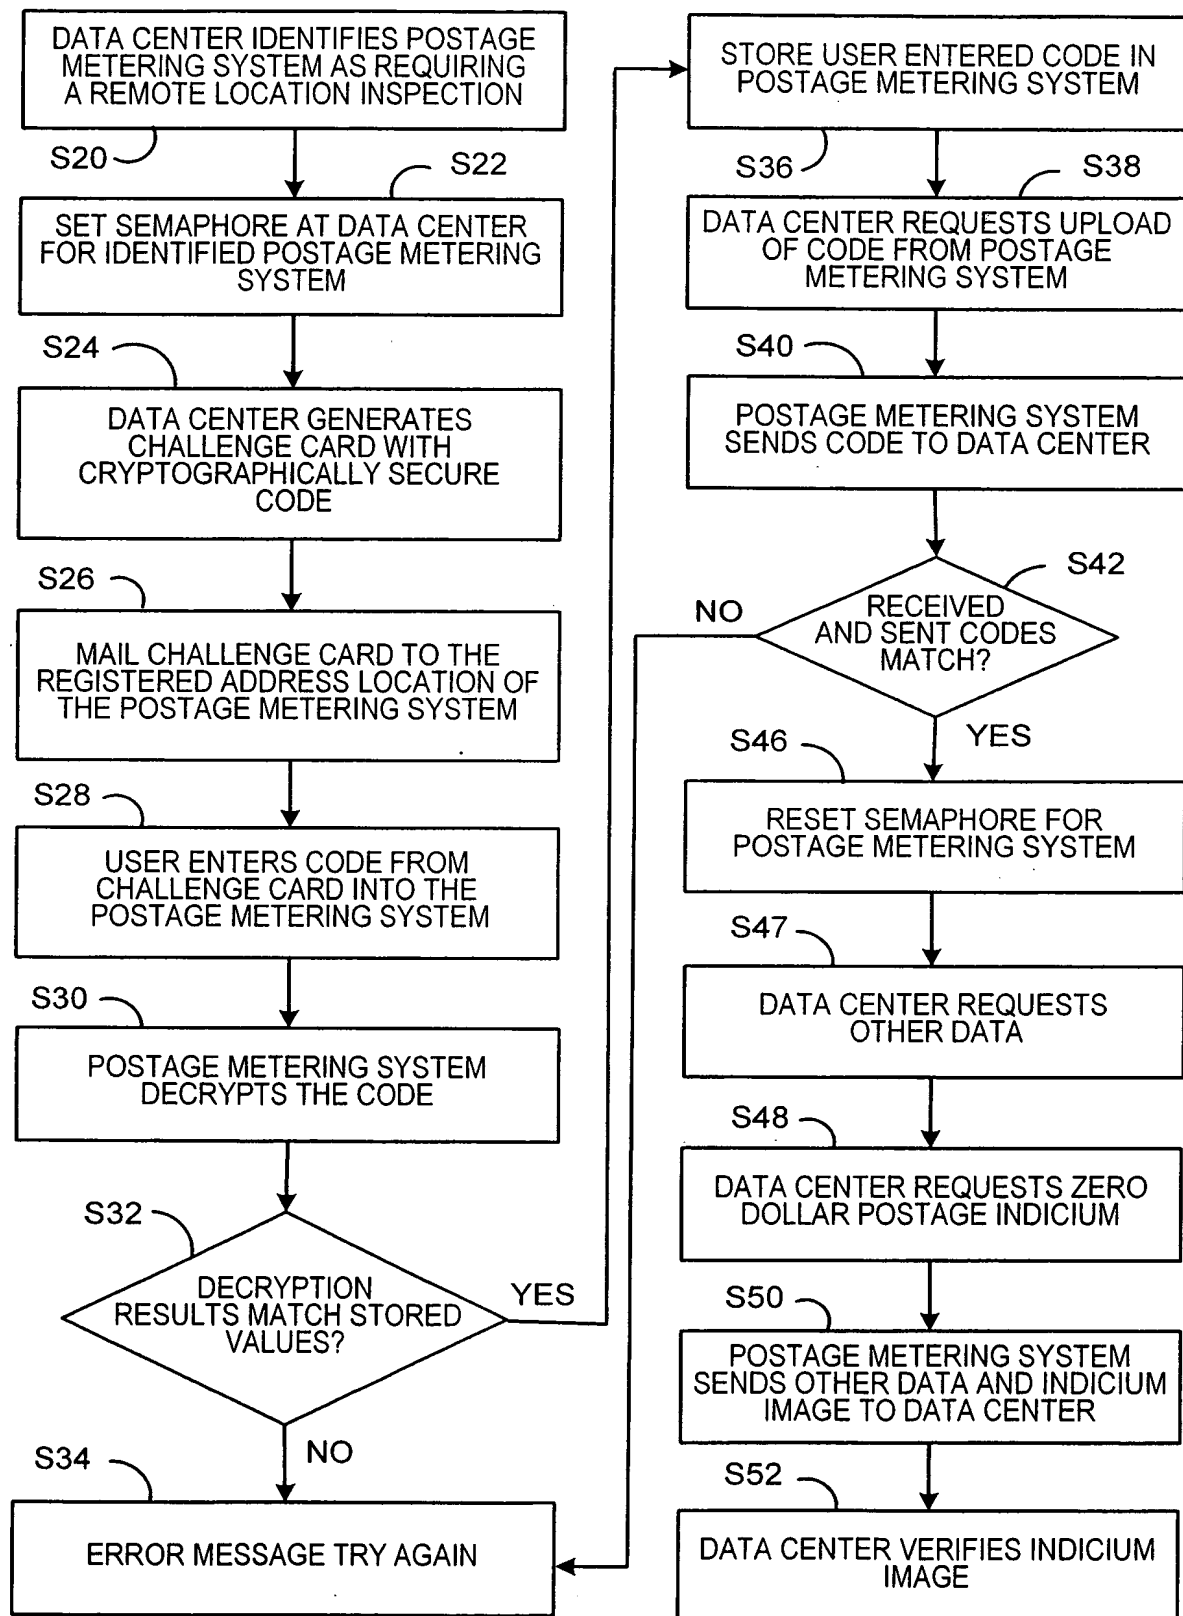 DATA CENTER IDENTIFIES POSTAGE
METERING SYSTEM AS REQUIRING
A REMOTE LOCATION INSPECTION
S20
S22
SET SEMAPHORE AT DATA CENTER
FOR IDENTIFIED POSTAGE METERING
SYSTEM
S24
DATA CENTER GENERATES
CHALLENGE CARD WITH
CRYPTOGRAPHICALLY SECURE
CODE
S26
MAIL CHALLENGE CARD TO THE
REGISTERED ADDRESS LOCATION OF
THE POSTAGE METERING SYSTEM
S28
USER ENTERS CODE FROM
CHALLENGE CARD INTO THE
POSTAGE METERING SYSTEM
S30
POSTAGE METERING SYSTEM
DECRYPTS THE CODE
S32
DECRYPTION
RESULTS MATCH STORED
VALUES?
YES
NO
S34
ERROR MESSAGE TRY AGAIN
STORE USER ENTERED CODE IN
POSTAGE METERING SYSTEM
S36
S38
DATA CENTER REQUESTS UPLOAD
OF CODE FROM POSTAGE
METERING SYSTEM
S40
POSTAGE METERING SYSTEM
SENDS CODE TO DATA CENTER
S42
RECEIVED
AND SENT CODES
MATCH?
NO
YES
S46
RESET SEMAPHORE FOR
POSTAGE METERING SYSTEM
S47
DATA CENTER REQUESTS
OTHER DATA
S48
DATA CENTER REQUESTS ZERO
DOLLAR POSTAGE INDICIUM
S50
POSTAGE METERING SYSTEM
SENDS OTHER DATA AND INDICIUM
IMAGE TO DATA CENTER
S52
DATA CENTER VERIFIES INDICIUM
IMAGE